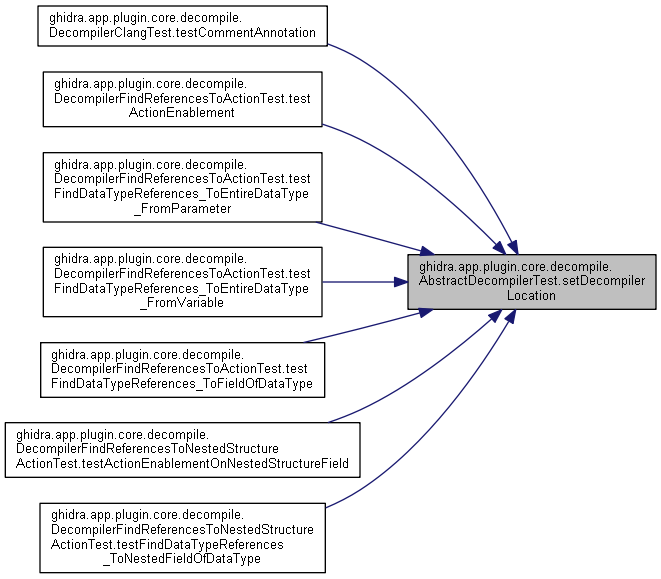 ghidra.app.plugin.core.decompile.
DecompilerClangTest.testCommentAnnotation
ghidra.app.plugin.core.decompile.
DecompilerFindReferencesToActionTest.test
ActionEnablement
ghidra.app.plugin.core.decompile.
DecompilerFindReferencesToActionTest.test
FindDataTypeReferences_ToEntireDataType
_FromParameter
ghidra.app.plugin.core.decompile.
DecompilerFindReferencesToActionTest.test
FindDataTypeReferences_ToEntireDataType
_FromVariable
ghidra.app.plugin.core.decompile.
AbstractDecompilerTest.setDecompiler
Location
ghidra.app.plugin.core.decompile.
DecompilerFindReferencesToActionTest.test
FindDataTypeReferences_ToFieldOfDataType
ghidra.app.plugin.core.decompile.
DecompilerFindReferencesToNestedStructure
ActionTest.testActionEnablementOnNestedStructureField
ghidra.app.plugin.core.decompile.
DecompilerFindReferencesToNestedStructure
ActionTest.testFindDataTypeReferences
_ToNestedFieldOfDataType